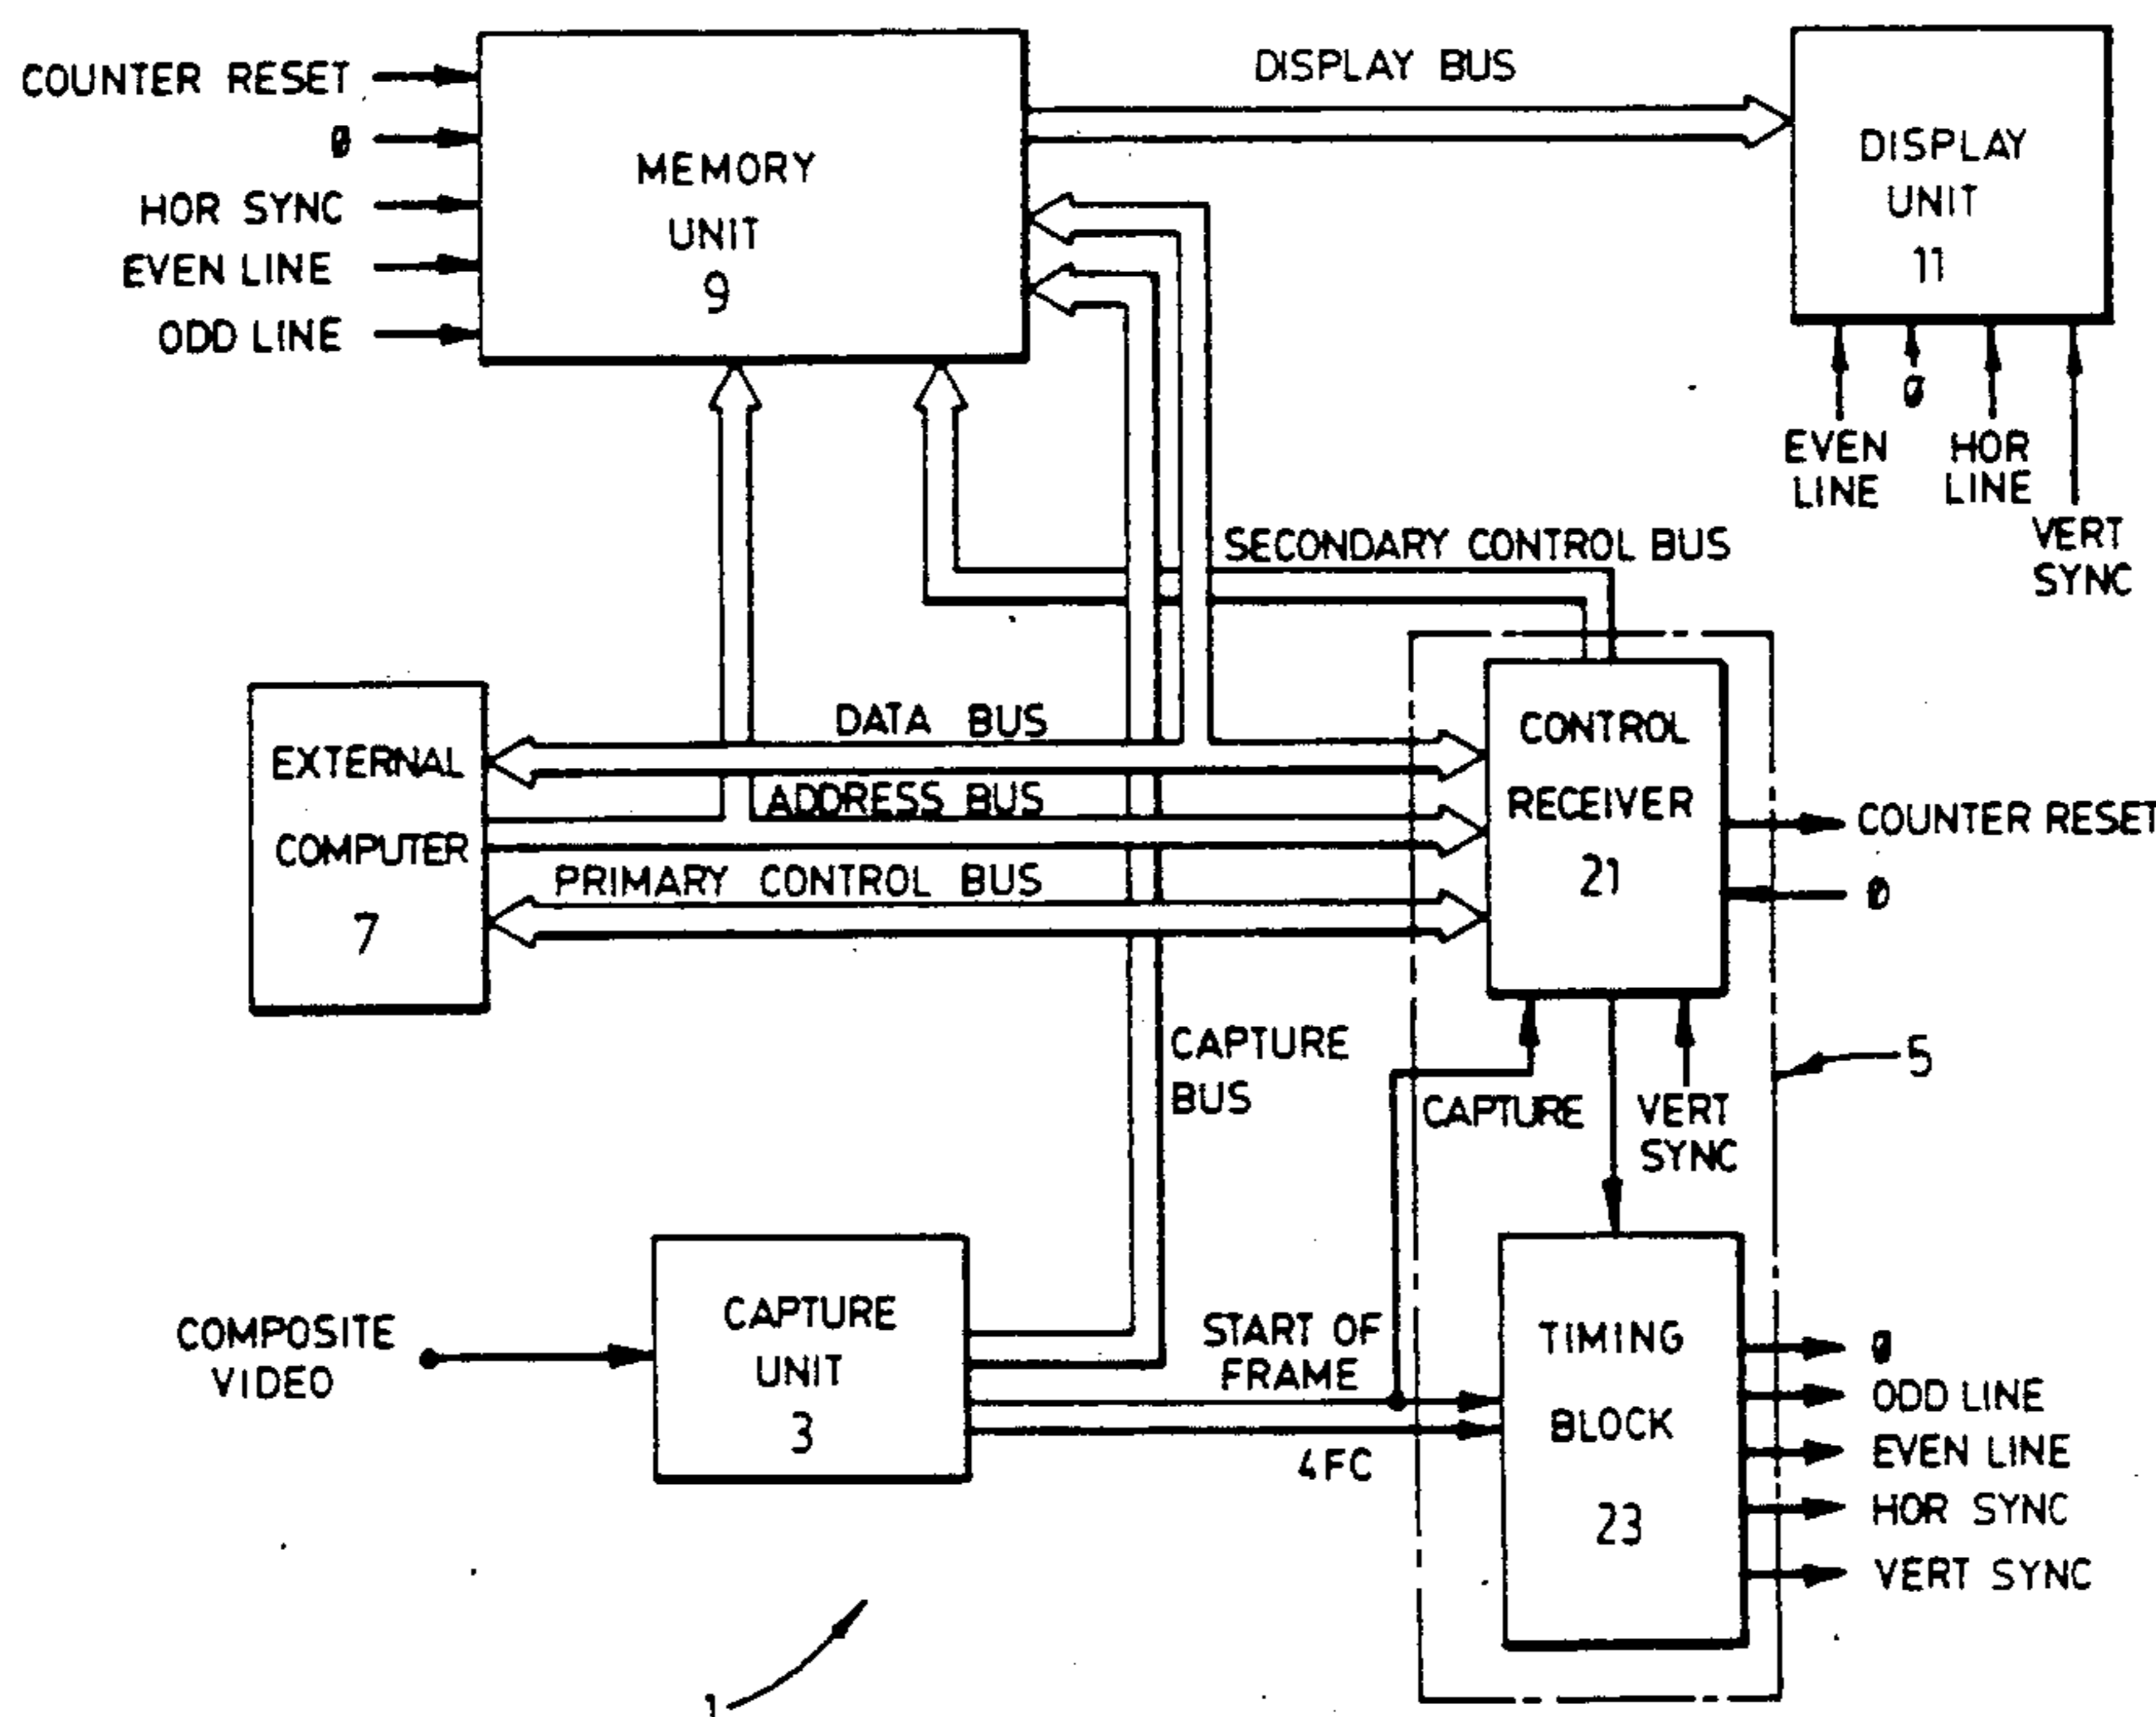 COUNTER RESET
Ø
HOR SYNC
EVEN LINE
ODD LINE
MEMORY
UNIT
9
DISPLAY BUS
DISPLAY
UNIT
11
EVEN
LINE
Ø
HOR
LINE
VERT
SYNC
SECONDARY CONTROL BUS
EXTERNAL
COMPUTER
7
DATA BUS
ADDRESS BUS
PRIMARY CONTROL BUS
CONTROL
RECEIVER
21
COUNTER RESET
Ø
CAPTURE
BUS
CAPTURE
VERT
SYNC
5
COMPOSITE
VIDEO
CAPTURE
UNIT
3
START OF
FRAME
4FC
TIMING
BLOCK
23
Ø
ODD LINE
EVEN LINE
HOR SYNC
VERT SYNC
1